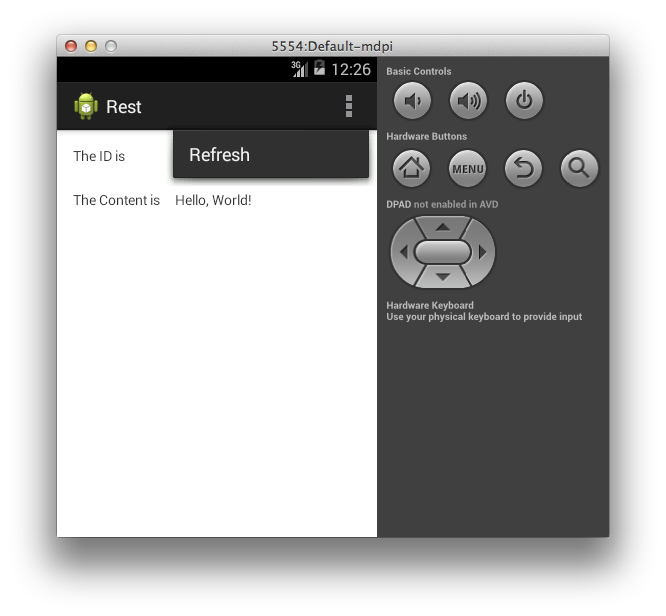 5554:Default-mdpi
3G 12:26
Rest
Refresh
The ID is
The Content is Hello, World!
Basic Controls
Hardware Buttons
MENU
DPAD not enabled in AVD
Hardware Keyboard
Use your physical keyboard to provide input